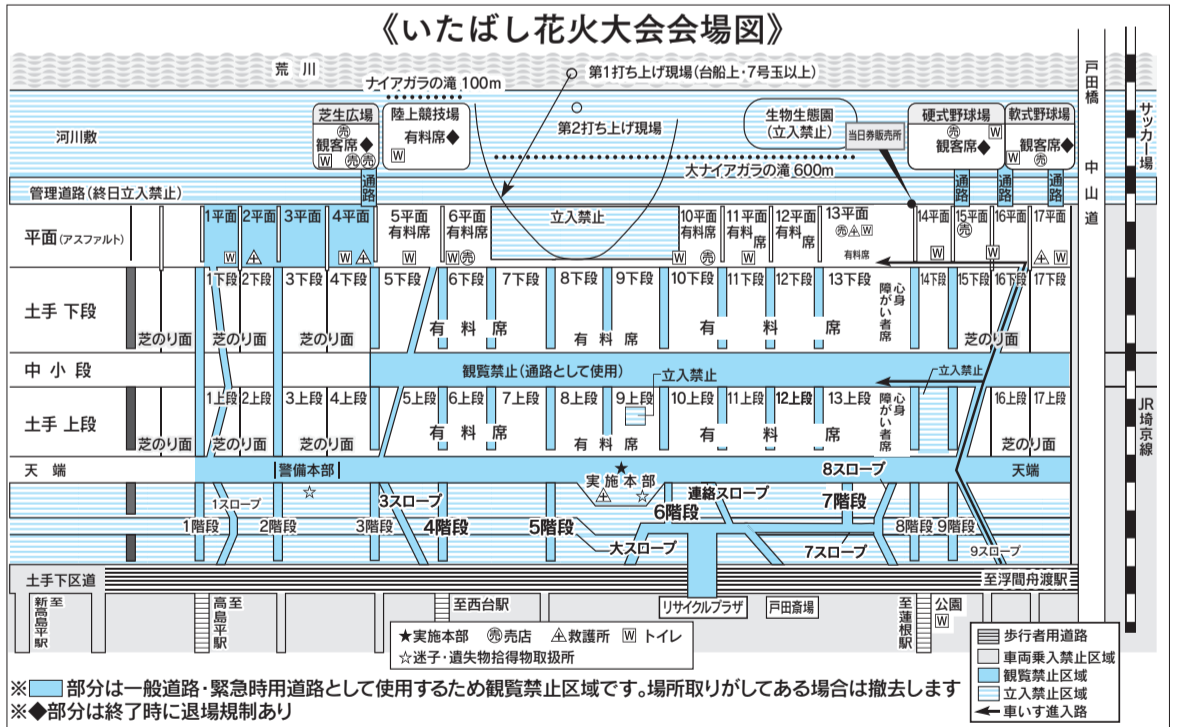 《いたばし花火大会会場図》
荒川
ナイアガラの滝 100m
第1打ち上げ現場(台船上・7号玉以上)
第2打ち上げ現場
戸田橋
中山道
サッカー場
JR埼京線
河川敷
芝生広場
売
観客席◆
W 売 売
陸上競技場
有料席◆
W
生物生態園
(立入禁止)
当日券販売所
硬式野球場
売 W
観客席◆
軟式野球場
観客席◆
W 売
大ナイアガラの滝 600m
管理道路(終日立入禁止)
通路
通路
通路
通路
平面(アスファルト)
1平面
2平面
3平面
4平面
5平面
有料席
6平面
有料席
立入禁止
10平面
有料席
11平面
有料席
12平面
有料席
13平面
売 W
有料席
14平面
15平面
売
16平面
17平面
W W W W 売 W 売 W W W W
土手 下段
1下段
2下段
3下段
4下段
5下段
6下段
7下段
8下段
9下段
10下段
11下段
12下段
13下段
心身障がい者席
14下段
15下段
16下段
17下段
芝のり面
芝のり面
芝のり面
有料席
有料席
有料席
芝のり面
中小段
観覧禁止(通路として使用)
立入禁止
立入禁止
土手 上段
1上段
2上段
3上段
4上段
5上段
6上段
7上段
8上段
9上段
10上段
11上段
12上段
13上段
心身障がい者席
16上段
17上段
芝のり面
芝のり面
芝のり面
有料席
有料席
有料席
芝のり面
天端
警備本部
☆
★
実施本部
☆
8スロープ
天端
1スロープ
3スロープ
連絡スロープ
1階段
2階段
3階段
4階段
5階段
6階段
7階段
8階段
9階段
大スロープ
7スロープ
9スロープ
土手下区道
至浮間舟渡駅
至新高島平駅
至高島平駅
至西台駅
リサイクルプラザ
戸田斎場
至蓮根駅
公園
W
★実施本部 売売店 救護所 Wトイレ
☆迷子・遺失物拾得物取扱所
歩行者用道路
車両乗入禁止区域
観覧禁止区域
立入禁止区域
車いす進入路
※ 部分は一般道路・緊急時用道路として使用するため観覧禁止区域です。場所取りがしてある場合は撤去します
※◆部分は終了時に退場規制あり